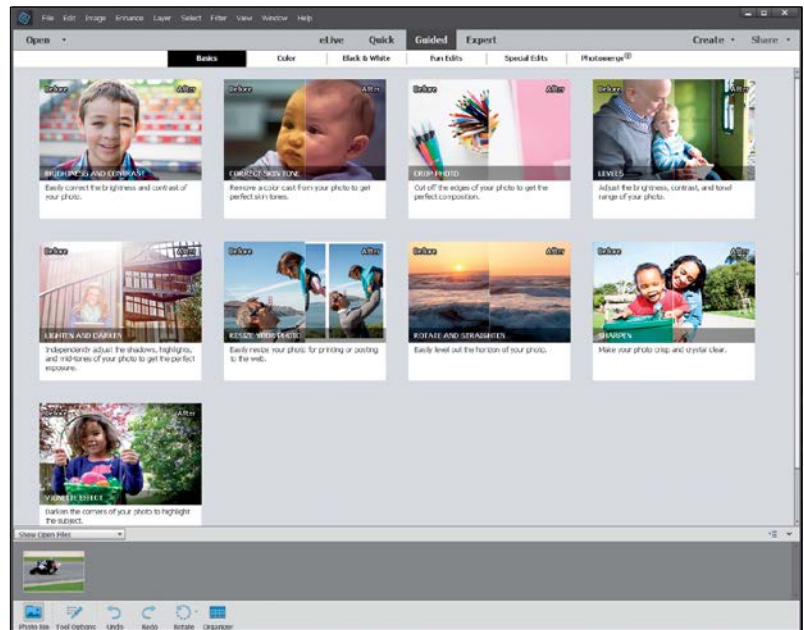 File Edit Image Enhance Layer Select Filter View Window Help
Open eLive Quick Guided Expert Create Share
Basics Color Black & White Fun Edits Special Edits Photomerge®
Before After Before After Before After Before After
BRIGHTNESS AND CONTRAST
Easily correct the brightness and contrast of
your photo.
CORRECT SKIN TONE
Remove a color cast from your photo to get
perfect skin tones.
CROP PHOTO
Cut off the edges of your photo to get the
perfect composition.
LEVELS
Adjust the brightness, contrast, and tonal
range of your photo.
Before After Before After Before After Before After
LIGHTEN AND DARKEN
Independently adjust the shadows, highlights,
and mid-tones of your photo to get the perfect
exposure.
RESIZE YOUR PHOTO
Easily resize your photo for printing or posting
to the web.
ROTATE AND STRAIGHTEN
Easily level out the horizon of your photo.
SHARPEN
Make your photo crisp and crystal clear.
Before After
VIGNETTE EFFECT
Darken the corners of your photo to highlight
the subject.
Show Open Files
Photo Bin Tool Options Undo Redo Rotate Organizer